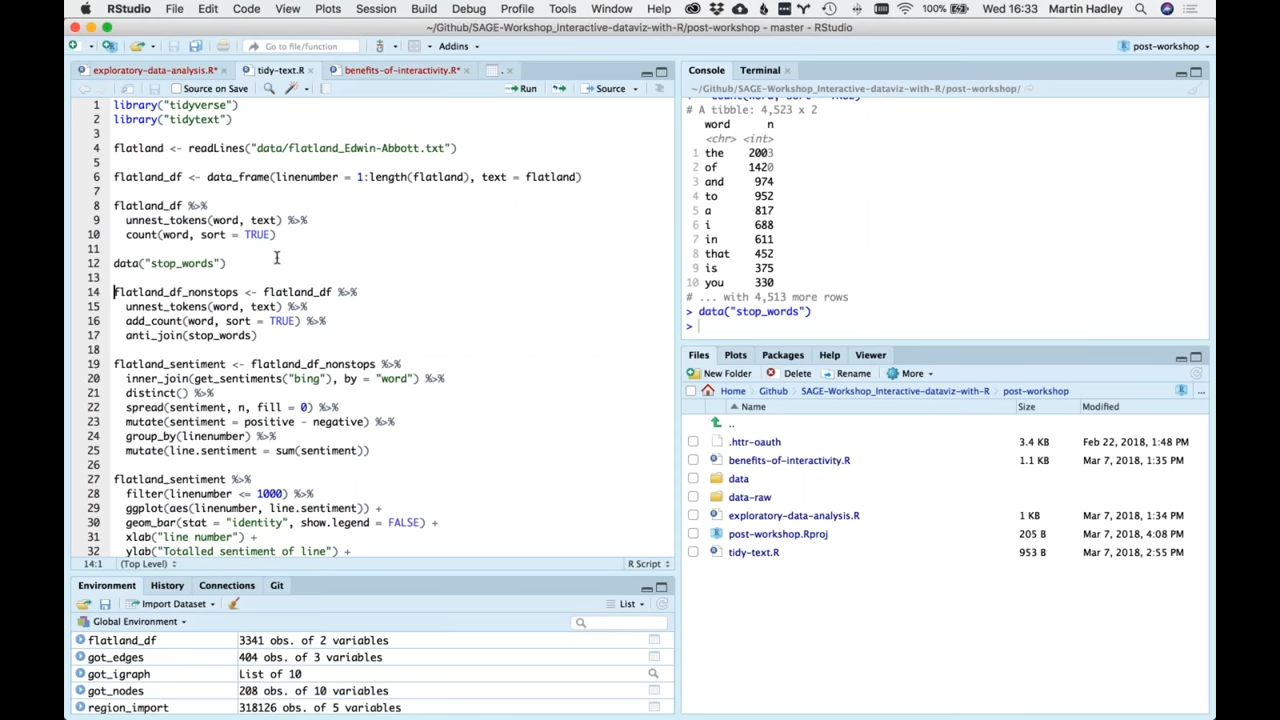 RStudio File Edit Code View Plots Session Build Debug Profile Tools Window Help 100% Wed 16:33 Martin Hadley
~/Github/SAGE-Workshop_Interactive-dataviz-with-R/post-workshop - master - RStudio
Go to file/function Addins post-workshop
exploratory-data-analysis.R* tidy-text.R benefits-of-interactivity.R* .
Source on Save Run Source
1 library("tidyverse")
2 library("tidytext")
3
4 flatland <- readLines("data/flatland_Edwin-Abbott.txt")
5
6 flatland_df <- data_frame(linenumber = 1:length(flatland), text = flatland)
7
8 flatland_df %>%
9 unnest_tokens(word, text) %>%
10 count(word, sort = TRUE)
11
12 data("stop_words")
13
14 flatland_df_nonstops <- flatland_df %>%
15 unnest_tokens(word, text) %>%
16 add_count(word, sort = TRUE) %>%
17 anti_join(stop_words)
18
19 flatland_sentiment <- flatland_df_nonstops %>%
20 inner_join(get_sentiments("bing"), by = "word") %>%
21 distinct() %>%
22 spread(sentiment, n, fill = 0) %>%
23 mutate(sentiment = positive - negative) %>%
24 group_by(linenumber) %>%
25 mutate(line.sentiment = sum(sentiment))
26
27 flatland_sentiment %>%
28 filter(linenumber <= 1000) %>%
29 ggplot(aes(linenumber, line.sentiment)) +
30 geom_bar(stat = "identity", show.legend = FALSE) +
31 xlab("line number") +
32 ylab("Totalled sentiment of line") +
14:1 (Top Level) R Script
Environment History Connections Git
Import Dataset List
Global Environment
flatland_df 3341 obs. of 2 variables
got_edges 404 obs. of 3 variables
got_igraph List of 10
got_nodes 208 obs. of 10 variables
region_import 318126 obs. of 5 variables
Console Terminal
~/Github/SAGE-Workshop_Interactive-dataviz-with-R/post-workshop/
# A tibble: 4,523 x 2
word n
<chr> <int>
1 the 2003
2 of 1420
3 and 974
4 to 952
5 a 817
6 i 688
7 in 611
8 that 452
9 is 375
10 you 330
# ... with 4,513 more rows
> data("stop_words")
>
Files Plots Packages Help Viewer
New Folder Delete Rename More
Home Github SAGE-Workshop_Interactive-dataviz-with-R post-workshop ...
Name Size Modified
..
.httr-oauth 3.4 KB Feb 22, 2018, 1:48 PM
benefits-of-interactivity.R 1.1 KB Mar 7, 2018, 1:35 PM
data
data-raw
exploratory-data-analysis.R 1 KB Mar 7, 2018, 1:34 PM
post-workshop.Rproj 205 B Mar 7, 2018, 4:08 PM
tidy-text.R 953 B Mar 7, 2018, 2:55 PM